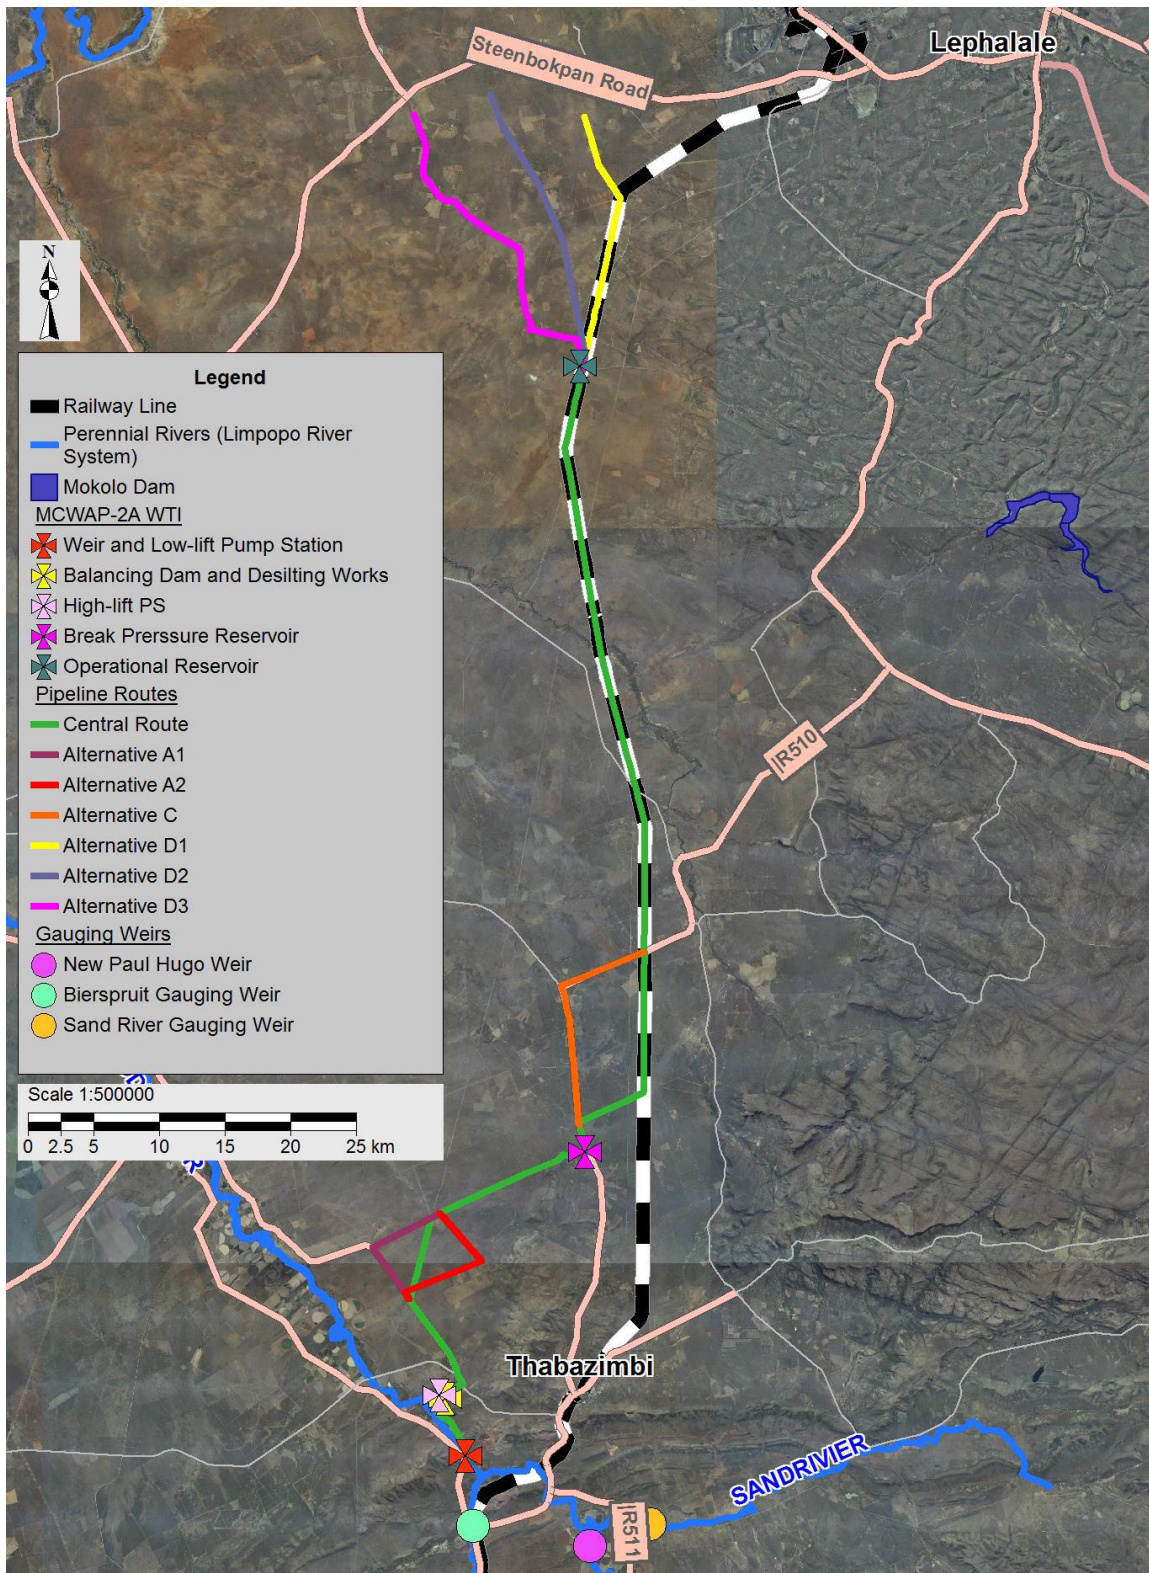 Lephalale
Steenbokpan Road
N
Legend
Railway Line
Perennial Rivers (Limpopo River
System)
Mokolo Dam
MCWAP-2A WTI
Weir and Low-lift Pump Station
Balancing Dam and Desilting Works
High-lift PS
Break Prerssure Reservoir
Operational Reservoir
Pipeline Routes
Central Route
Alternative A1
Alternative A2
Alternative C
Alternative D1
Alternative D2
Alternative D3
Gauging Weirs
New Paul Hugo Weir
Bierspruit Gauging Weir
Sand River Gauging Weir
|R510
Scale 1:500000
0 2.5 5 10 15 20 25 km
R
Thabazimbi
SANDRIVIER
|R511